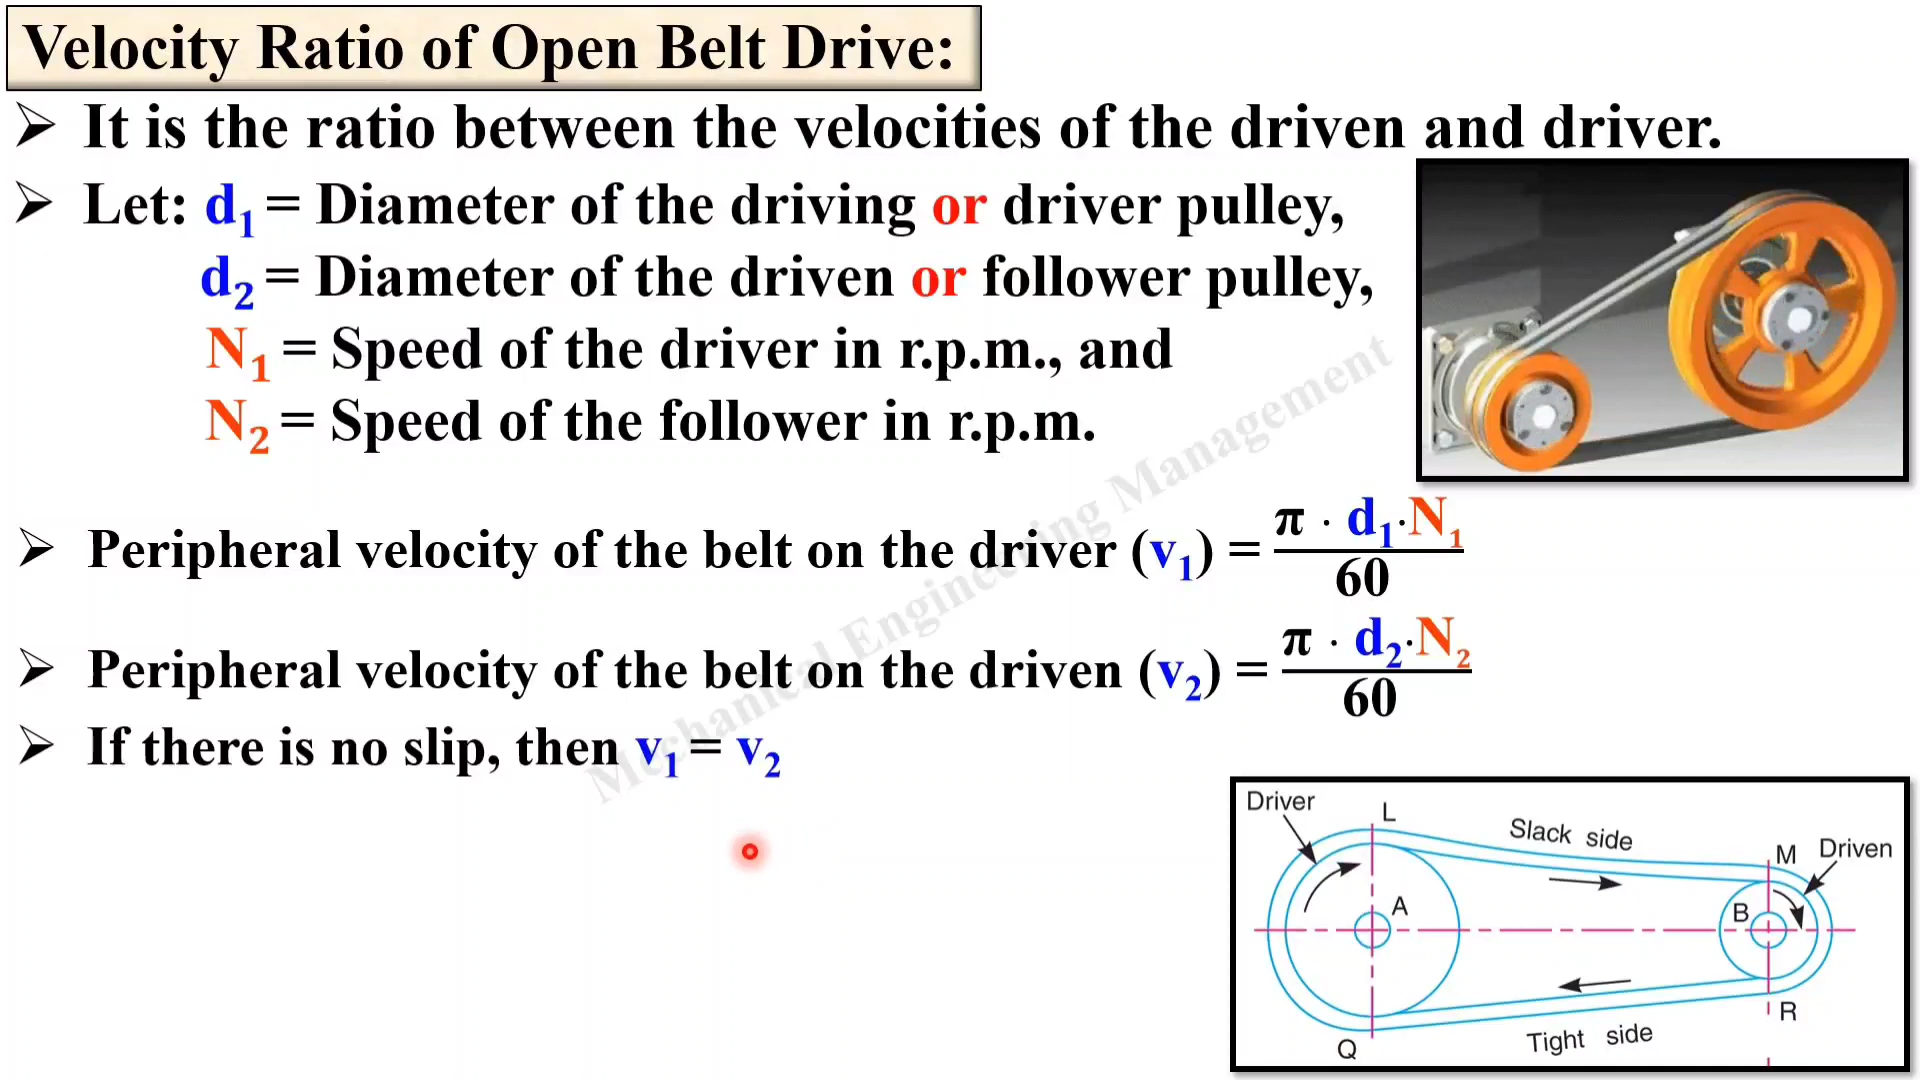 Velocity Ratio of Open Belt Drive:
➢ It is the ratio between the velocities of the driven and driver.
➢ Let: d₁ = Diameter of the driving or driver pulley,
d₂ = Diameter of the driven or follower pulley,
N₁ = Speed of the driver in r.p.m., and
N₂ = Speed of the follower in r.p.m.
➢ Peripheral velocity of the belt on the driver (v₁) = π · d₁·N₁ / 60
➢ Peripheral velocity of the belt on the driven (v₂) = π · d₂·N₂ / 60
➢ If there is no slip, then v₁ = v₂
Mechanical Engineering Management
Driver
L
Slack side
M
Driven
A
B
R
Q
Tight side